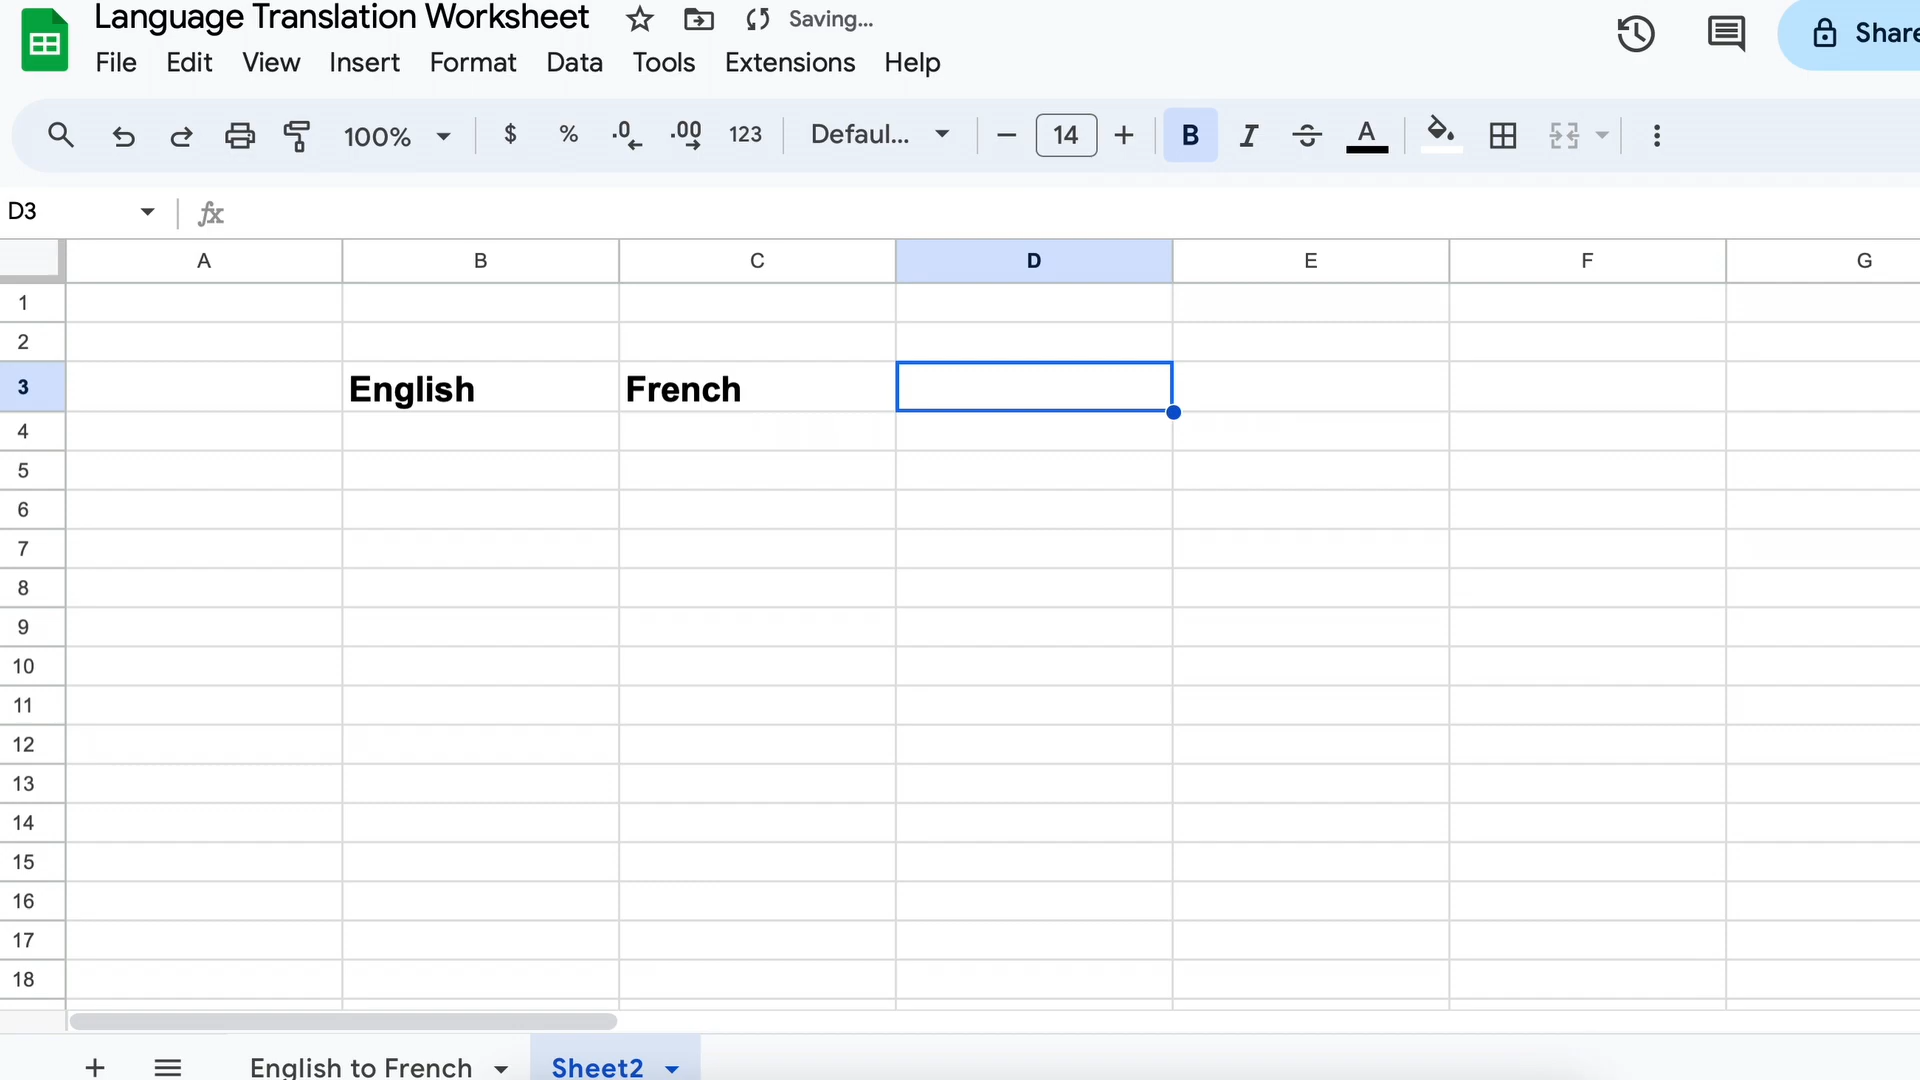 Language Translation Worksheet Saving...
Share
File Edit View Insert Format Data Tools Extensions Help
100% $ % .0 .00 123 Defaul... 14 B I S A
D3 fx
A B C D E F G
1
2
3 English French
4
5
6
7
8
9
10
11
12
13
14
15
16
17
18
English to French Sheet2